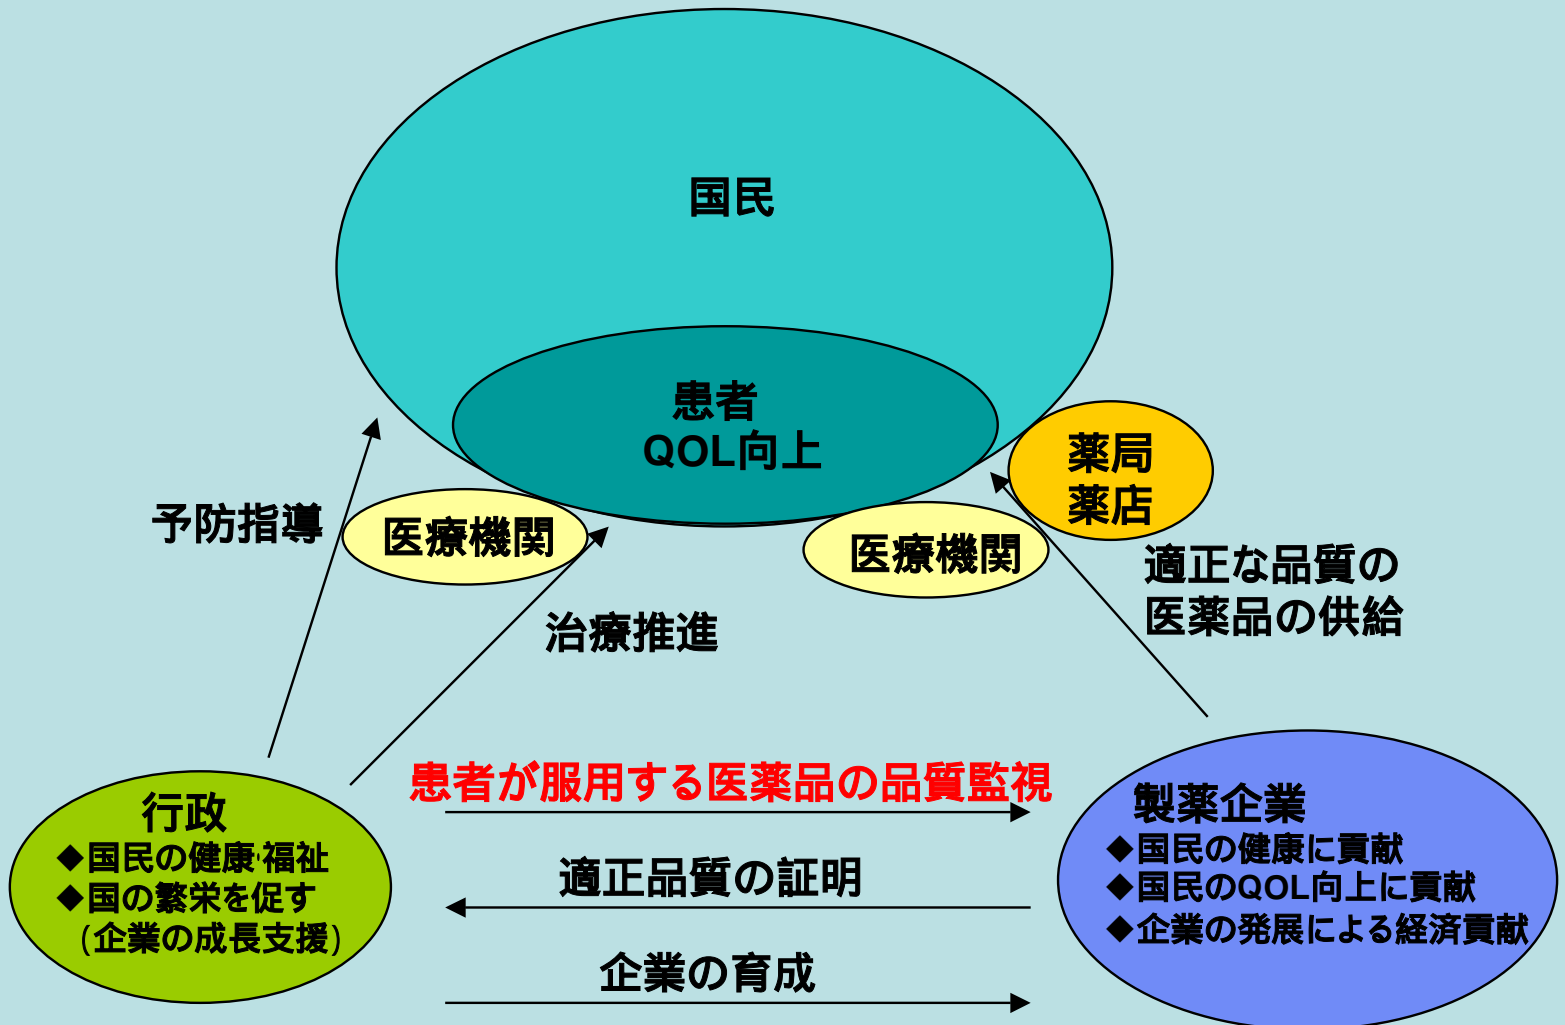 国民
患者
QOL向上
薬局
薬店
医療機関
医療機関
予防指導
治療推進
適正な品質の
医薬品の供給
患者が服用する医薬品の品質監視
適正品質の証明
企業の育成
行政
◆国民の健康・福祉
◆国の繁栄を促す
(企業の成長支援)
製薬企業
◆国民の健康に貢献
◆国民のQOL向上に貢献
◆企業の発展による経済貢献